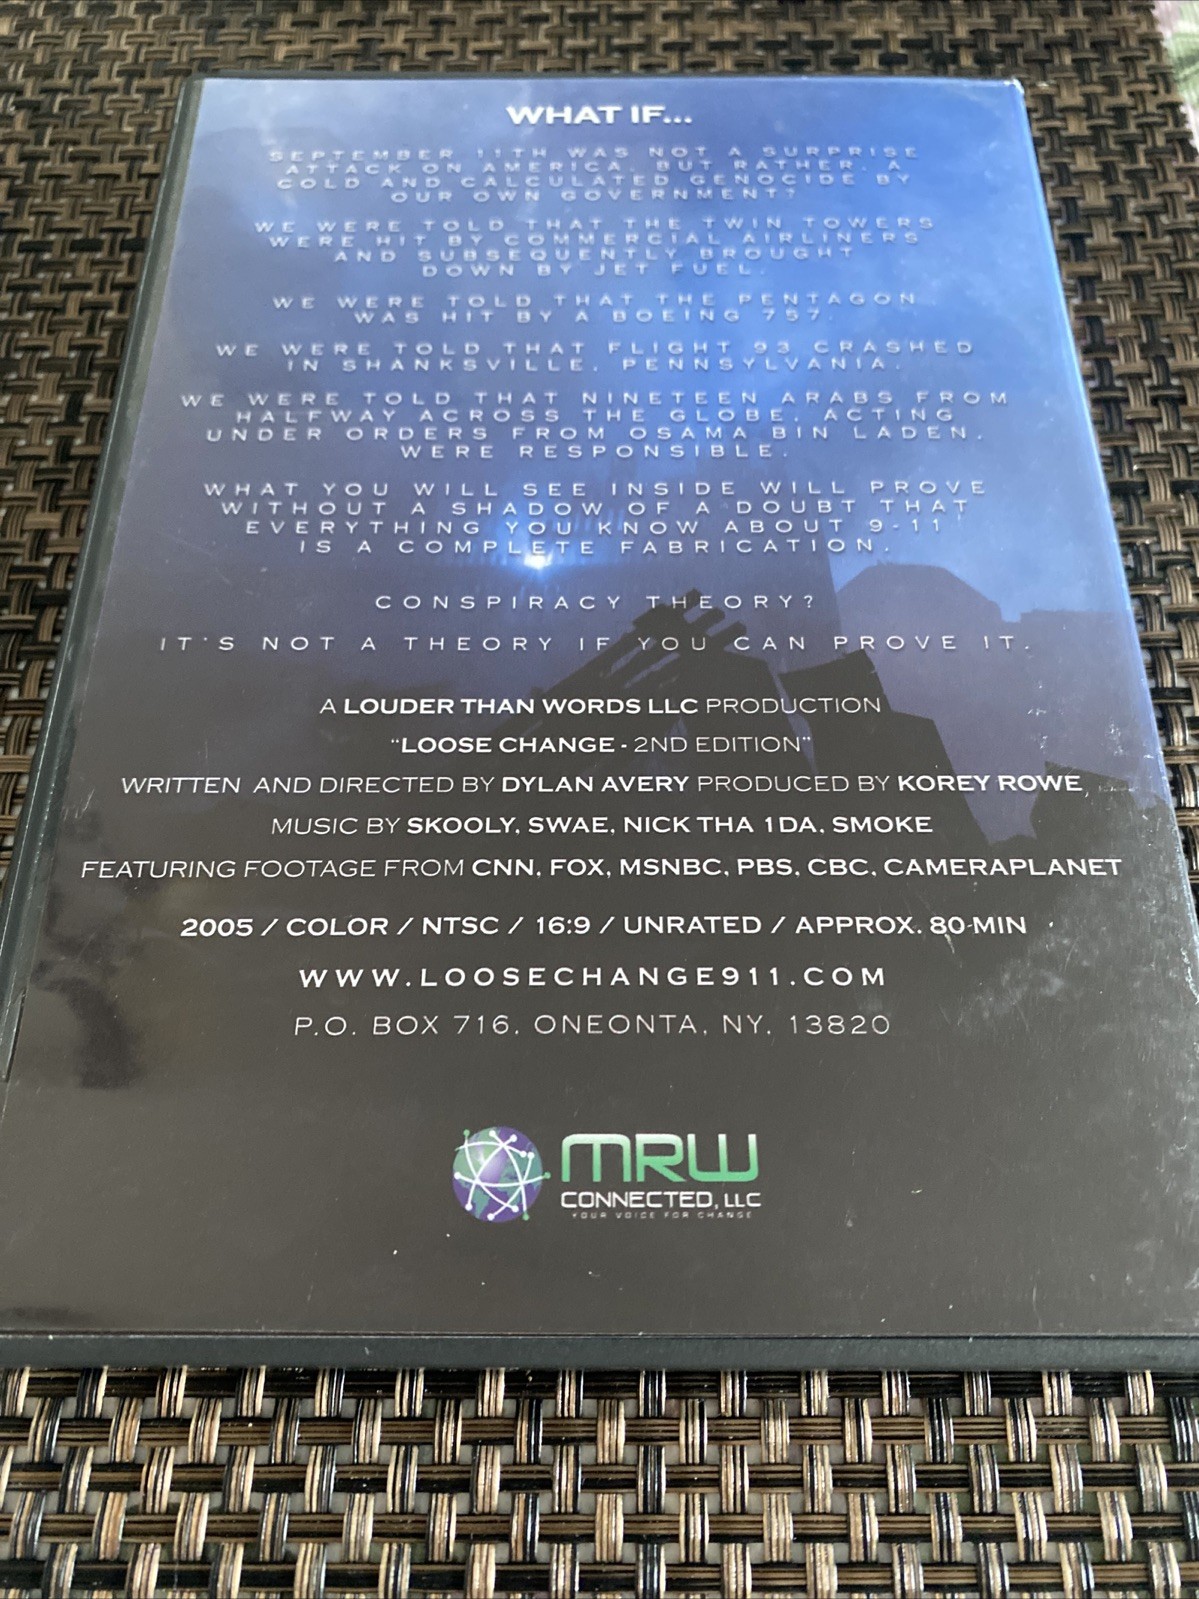 WHAT IF...
SEPTEMBER 11TH WAS NOT A SURPRISE
ATTACK ON AMERICA, BUT RATHER, A
COLD AND CALCULATED GENOCIDE BY
OUR OWN GOVERNMENT?
WE WERE TOLD THAT THE TWIN TOWERS
WERE HIT BY COMMERCIAL AIRLINERS
AND SUBSEQUENTLY BROUGHT
DOWN BY JET FUEL.
WE WERE TOLD THAT THE PENTAGON
WAS HIT BY A BOEING 757.
WE WERE TOLD THAT FLIGHT 93 CRASHED
IN SHANKSVILLE, PENNSYLVANIA.
WE WERE TOLD THAT NINETEEN ARABS FROM
HALFWAY ACROSS THE GLOBE, ACTING
UNDER ORDERS FROM OSAMA BIN LADEN,
WERE RESPONSIBLE.
WHAT YOU WILL SEE INSIDE WILL PROVE
WITHOUT A SHADOW OF A DOUBT THAT
EVERYTHING YOU KNOW ABOUT 9-11
IS A COMPLETE FABRICATION.
CONSPIRACY THEORY?
IT'S NOT A THEORY IF YOU CAN PROVE IT.
A LOUDER THAN WORDS LLC PRODUCTION
"LOOSE CHANGE - 2ND EDITION"
WRITTEN AND DIRECTED BY DYLAN AVERY PRODUCED BY KOREY ROWE
MUSIC BY SKOOLY, SWAE, NICK THA 1DA, SMOKE
FEATURING FOOTAGE FROM CNN, FOX, MSNBC, PBS, CBC, CAMERAPLANET
2005 / COLOR / NTSC / 16:9 / UNRATED / APPROX. 80-MIN
WWW.LOOSECHANGE911.COM
P.O. BOX 716, ONEONTA, NY, 13820
MRW
CONNECTED, LLC
YOUR VOICE FOR CHANGE